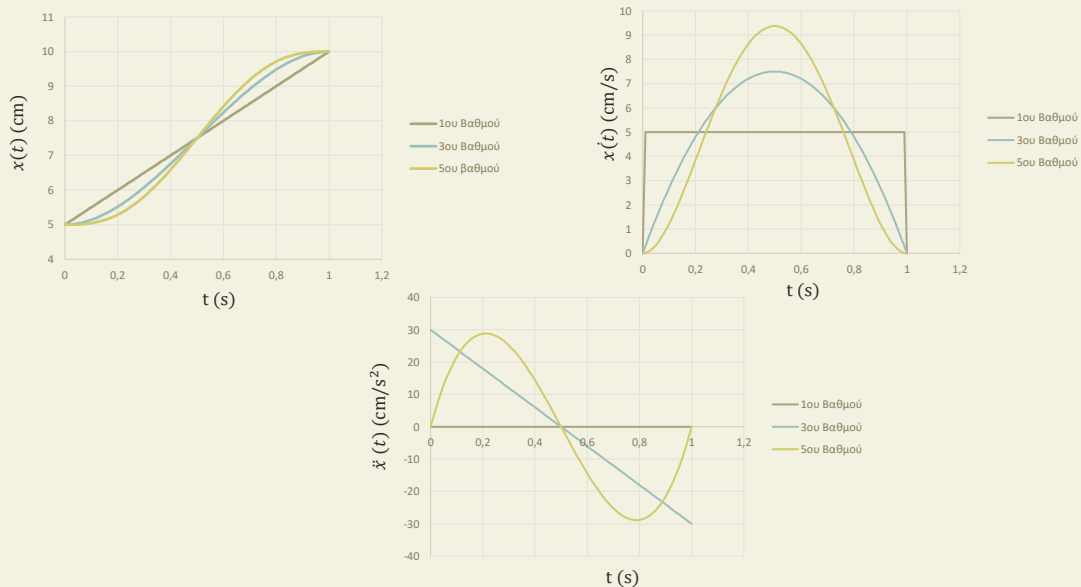 11
10
9
8
7
6
5
4
x(t) (cm)
0 0,2 0,4 0,6 0,8 1 1,2
t (s)
1ου Βαθμού
3ου Βαθμού
5ου βαθμού
10
9
8
7
6
5
4
3
2
1
0
ẋ(t) (cm/s)
0 0,2 0,4 0,6 0,8 1 1,2
t (s)
1ου Βαθμού
3ου Βαθμού
5ου Βαθμού
40
30
20
10
0
-10
-20
-30
-40
ẍ (t) (cm/s²)
0 0,2 0,4 0,6 0,8 1 1,2
t (s)
1ου Βαθμού
3ου Βαθμού
5ου Βαθμού